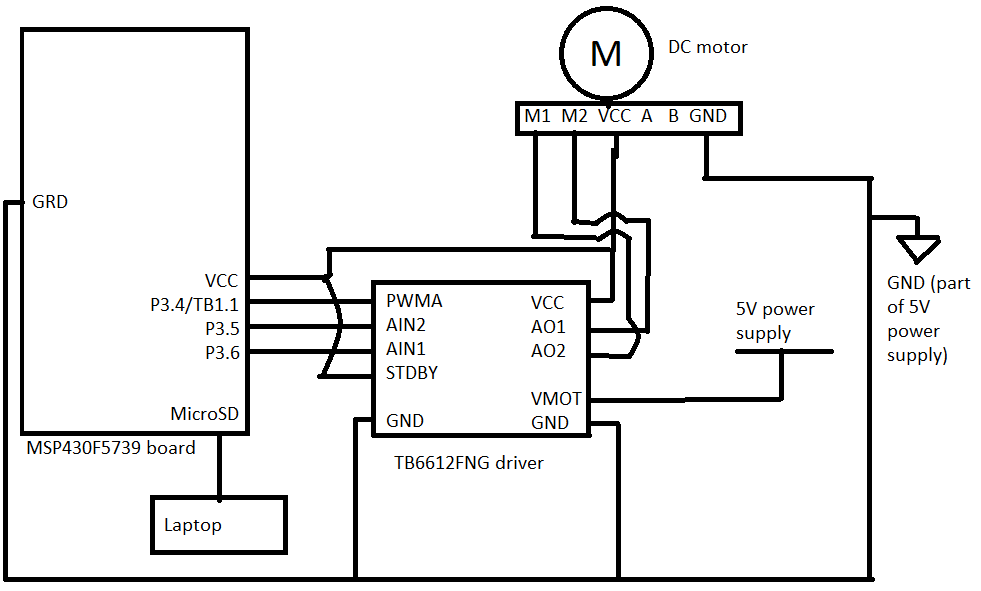 M
DC motor
M1 M2 VCC A B GND
GRD
VCC
P3.4/TB1.1
P3.5
P3.6
MicroSD
MSP430F5739 board
Laptop
PWMA
AIN2
AIN1
STDBY
GND
VCC
AO1
AO2
VMOT
GND
TB6612FNG driver
5V power
supply
GND (part
of 5V
power
supply)